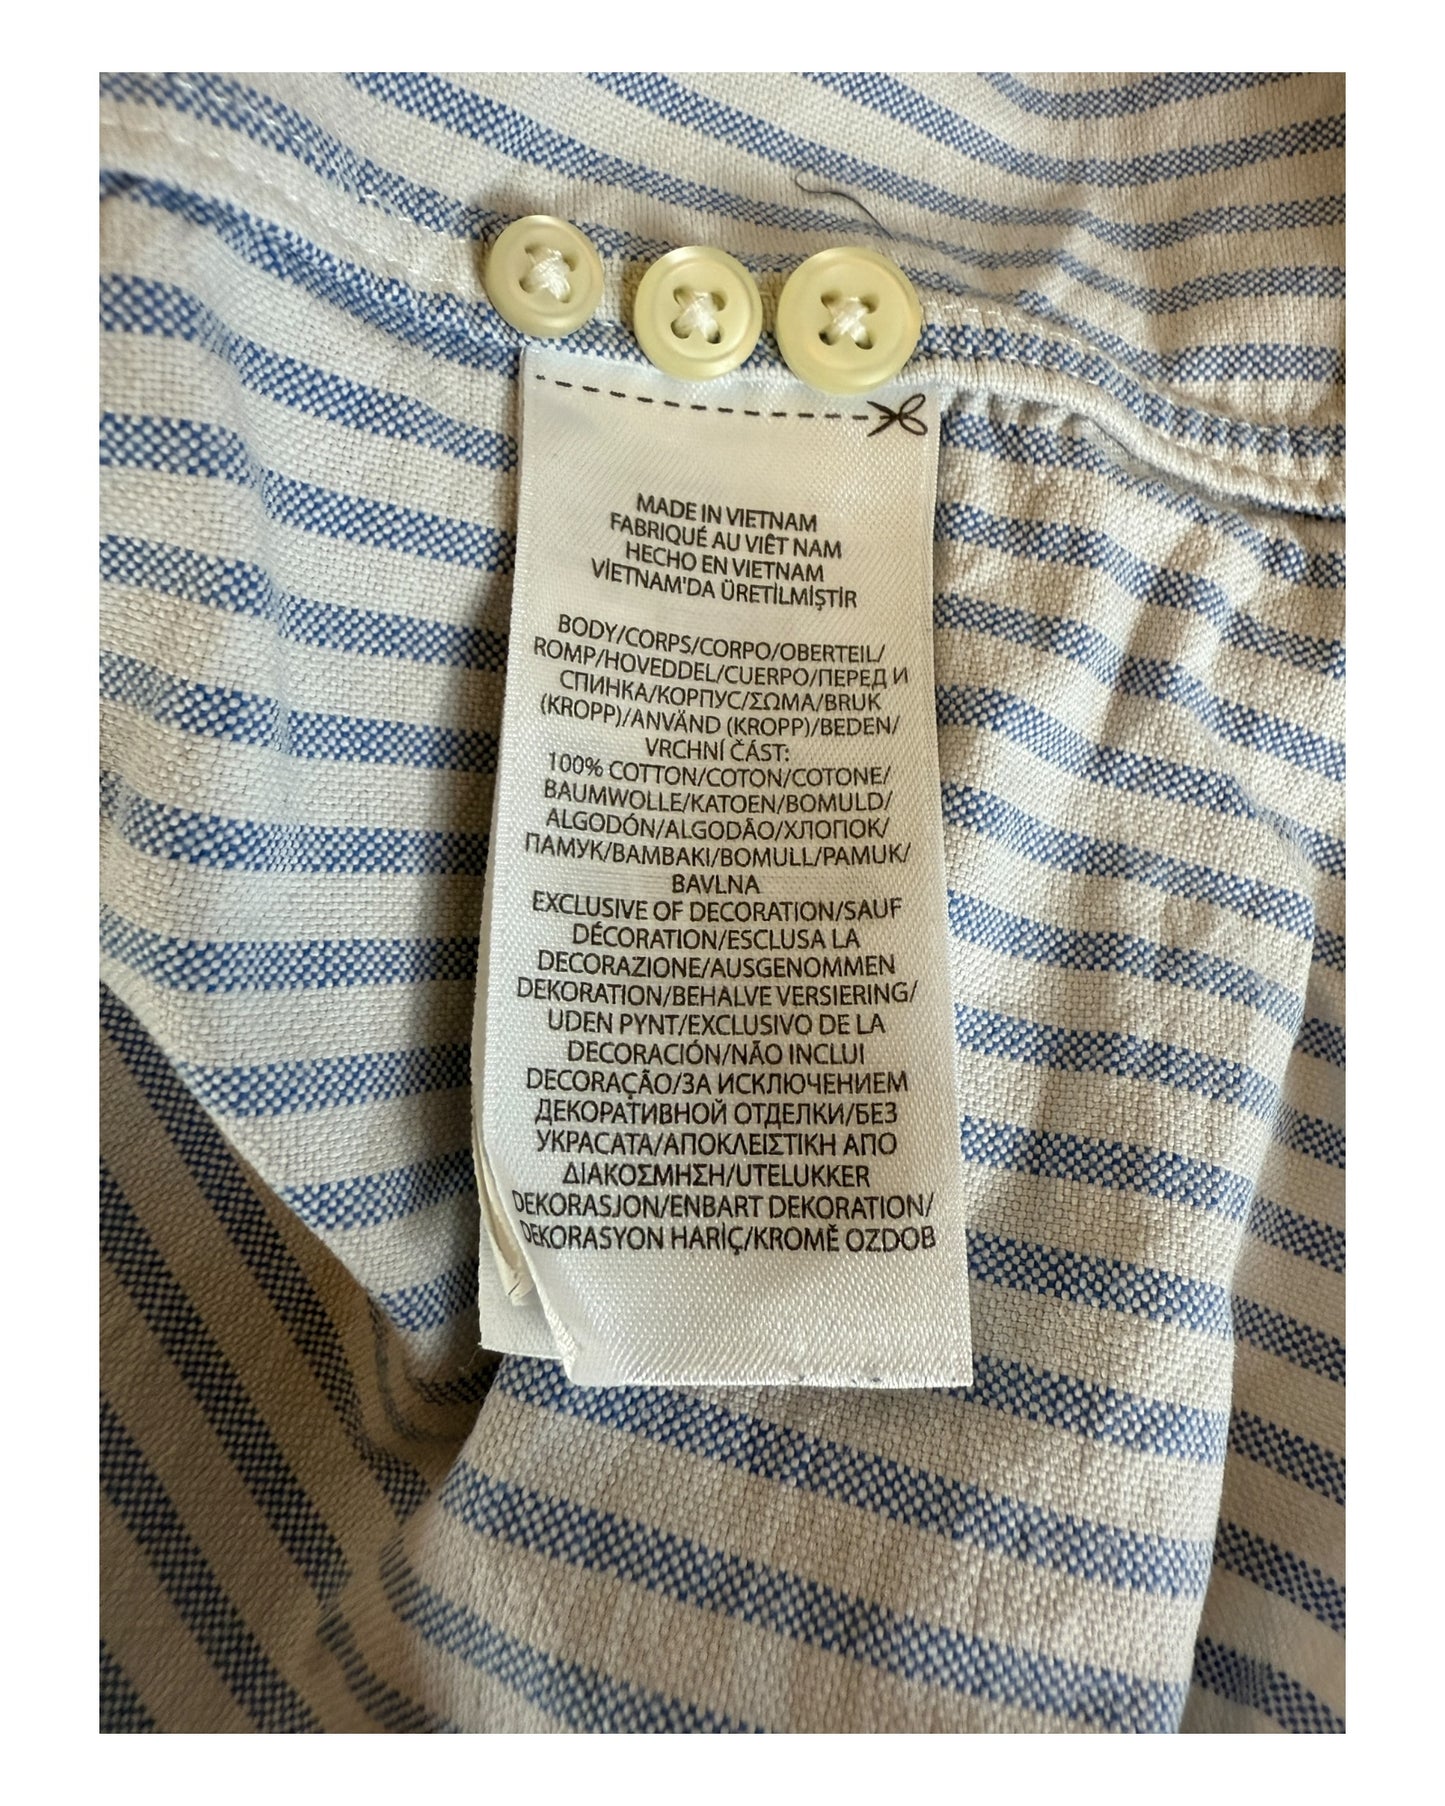 MADE IN VIETNAM
FABRIQUÉ AU VIÊT NAM
HECHO EN VIETNAM
VİETNAM'DA ÜRETİLMİŞTİR
BODY/CORPS/CORPO/OBERTEIL/
ROMP/HOVEDDEL/CUERPO/ПЕРЕД И
СПИНКА/КОРПУС/ΣΩΜΑ/BRUK
(KROPP)/ANVÄND (KROPP)/BEDEN/
VRCHNÍ ČÁST:
100% COTTON/COTON/COTONE/
BAUMWOLLE/KATOEN/BOMULD/
ALGODÓN/ALGODÃO/ХЛОПОК/
ПАМУК/ΒΑΜΒΑΚΙ/BOMULL/PAMUK/
BAVLNA
EXCLUSIVE OF DECORATION/SAUF
DÉCORATION/ESCLUSA LA
DECORAZIONE/AUSGENOMMEN
DEKORATION/BEHALVE VERSIERING/
UDEN PYNT/EXCLUSIVO DE LA
DECORACIÓN/NÃO INCLUI
DECORAÇÃO/ЗА ИСКЛЮЧЕНИЕМ
ДЕКОРАТИВНОЙ ОТДЕЛКИ/БЕЗ
УКРАСАТА/ΑΠΟΚΛΕΙΣΤΙΚΗ ΑΠΟ
ΔΙΑΚΟΣΜΗΣΗ/UTELUKKER
DEKORASJON/ENBART DEKORATION/
DEKORASYON HARİÇ/KROMĚ OZDOB